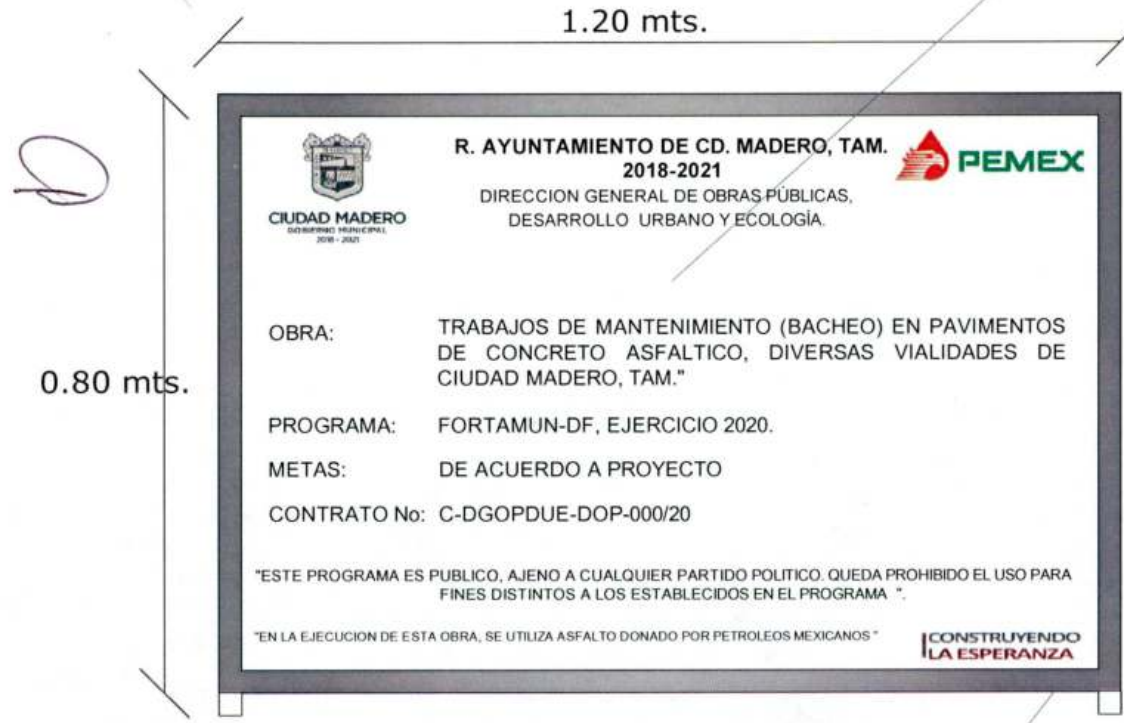 1.20 mts.
R. AYUNTAMIENTO DE CD. MADERO, TAM.
2018-2021
DIRECCION GENERAL DE OBRAS PÚBLICAS,
DESARROLLO URBANO Y ECOLOGÍA.
CIUDAD MADERO
GOBIERNO MUNICIPAL
2018 - 2021
PEMEX
OBRA:
TRABAJOS DE MANTENIMIENTO (BACHEO) EN PAVIMENTOS
DE CONCRETO ASFALTICO, DIVERSAS VIALIDADES DE
CIUDAD MADERO, TAM."
0.80 mts.
PROGRAMA: FORTAMUN-DF, EJERCICIO 2020.
METAS: DE ACUERDO A PROYECTO
CONTRATO No: C-DGOPDUE-DOP-000/20
"ESTE PROGRAMA ES PUBLICO, AJENO A CUALQUIER PARTIDO POLITICO. QUEDA PROHIBIDO EL USO PARA
FINES DISTINTOS A LOS ESTABLECIDOS EN EL PROGRAMA ".
"EN LA EJECUCION DE ESTA OBRA, SE UTILIZA ASFALTO DONADO POR PETROLEOS MEXICANOS "
CONSTRUYENDO
LA ESPERANZA